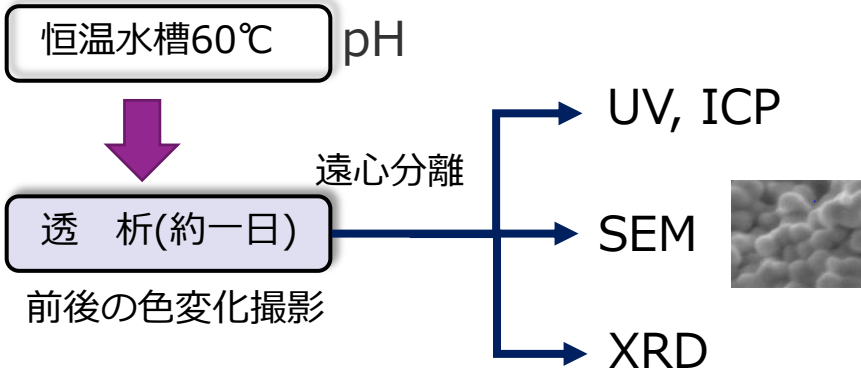 恒温水槽60℃
pH
UV, ICP
遠心分離
透　析(約一日)
SEM
前後の色変化撮影
XRD